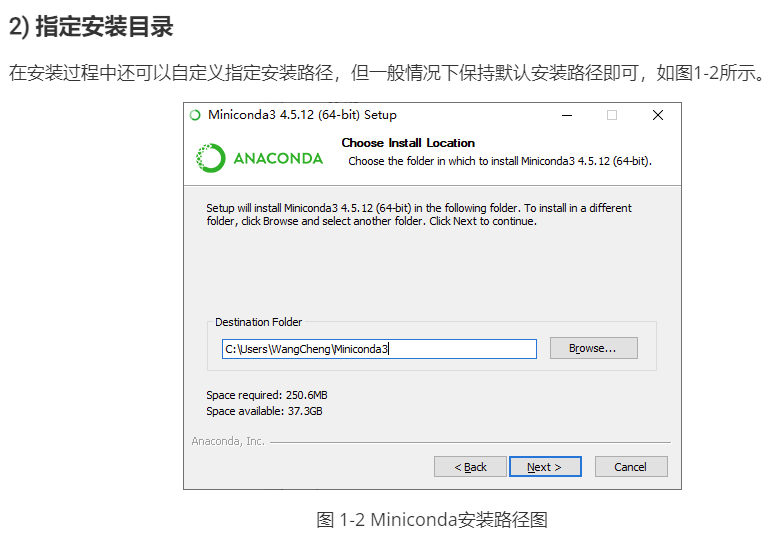 2) 指定安装目录
在安装过程中还可以自定义指定安装路径，但一般情况下保持默认安装路径即可，如图1-2所示。
Miniconda3 4.5.12 (64-bit) Setup
ANACONDA
Choose Install Location
Choose the folder in which to install Miniconda3 4.5.12 (64-bit).
Setup will install Miniconda3 4.5.12 (64-bit) in the following folder. To install in a different
folder, click Browse and select another folder. Click Next to continue.
Destination Folder
C:\Users\WangCheng\Miniconda3
Browse...
Space required: 250.6MB
Space available: 37.3GB
Anaconda, Inc.
< Back
Next >
Cancel
图 1-2 Miniconda安装路径图